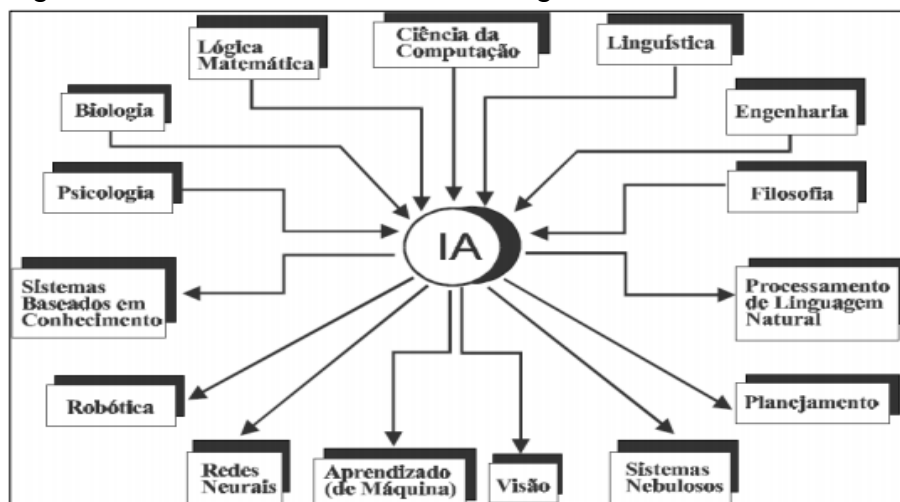 Lógica
Matemática
Ciência da
Computação
Linguística
Biologia
Engenharia
Psicologia
Filosofia
IA
Sistemas
Baseados em
Conhecimento
Processamento
de Linguagem
Natural
Robótica
Planejamento
Redes
Neurais
Aprendizado
(de Máquina)
Visão
Sistemas
Nebulosos